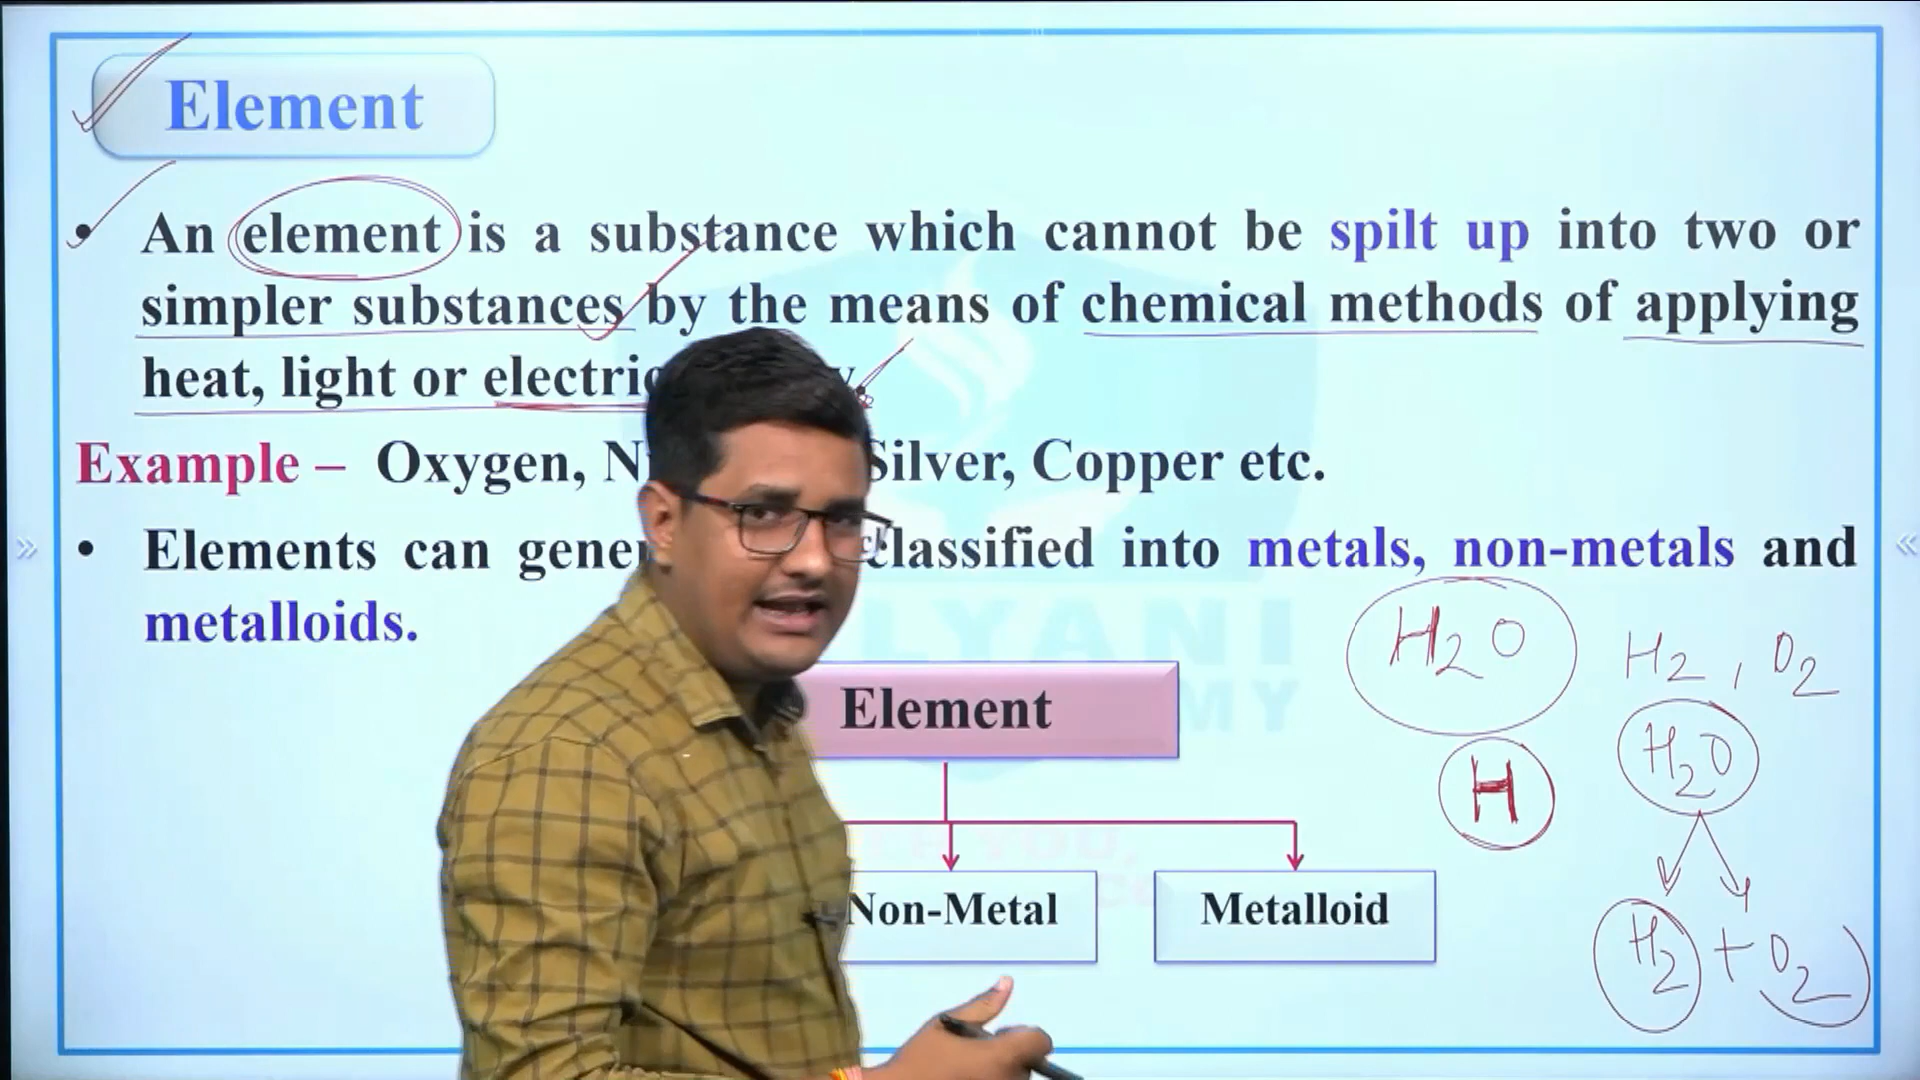 Element
• An element is a substance which cannot be spilt up into two or
simpler substances by the means of chemical methods of applying
heat, light or
Example – Oxygen, Silver, Copper etc.
• Elements can classified into metals, non-metals and
metalloids.
H2O H2, O2
Element
H H2O
Non-Metal Metalloid
H2 + O2
LYANI
MY